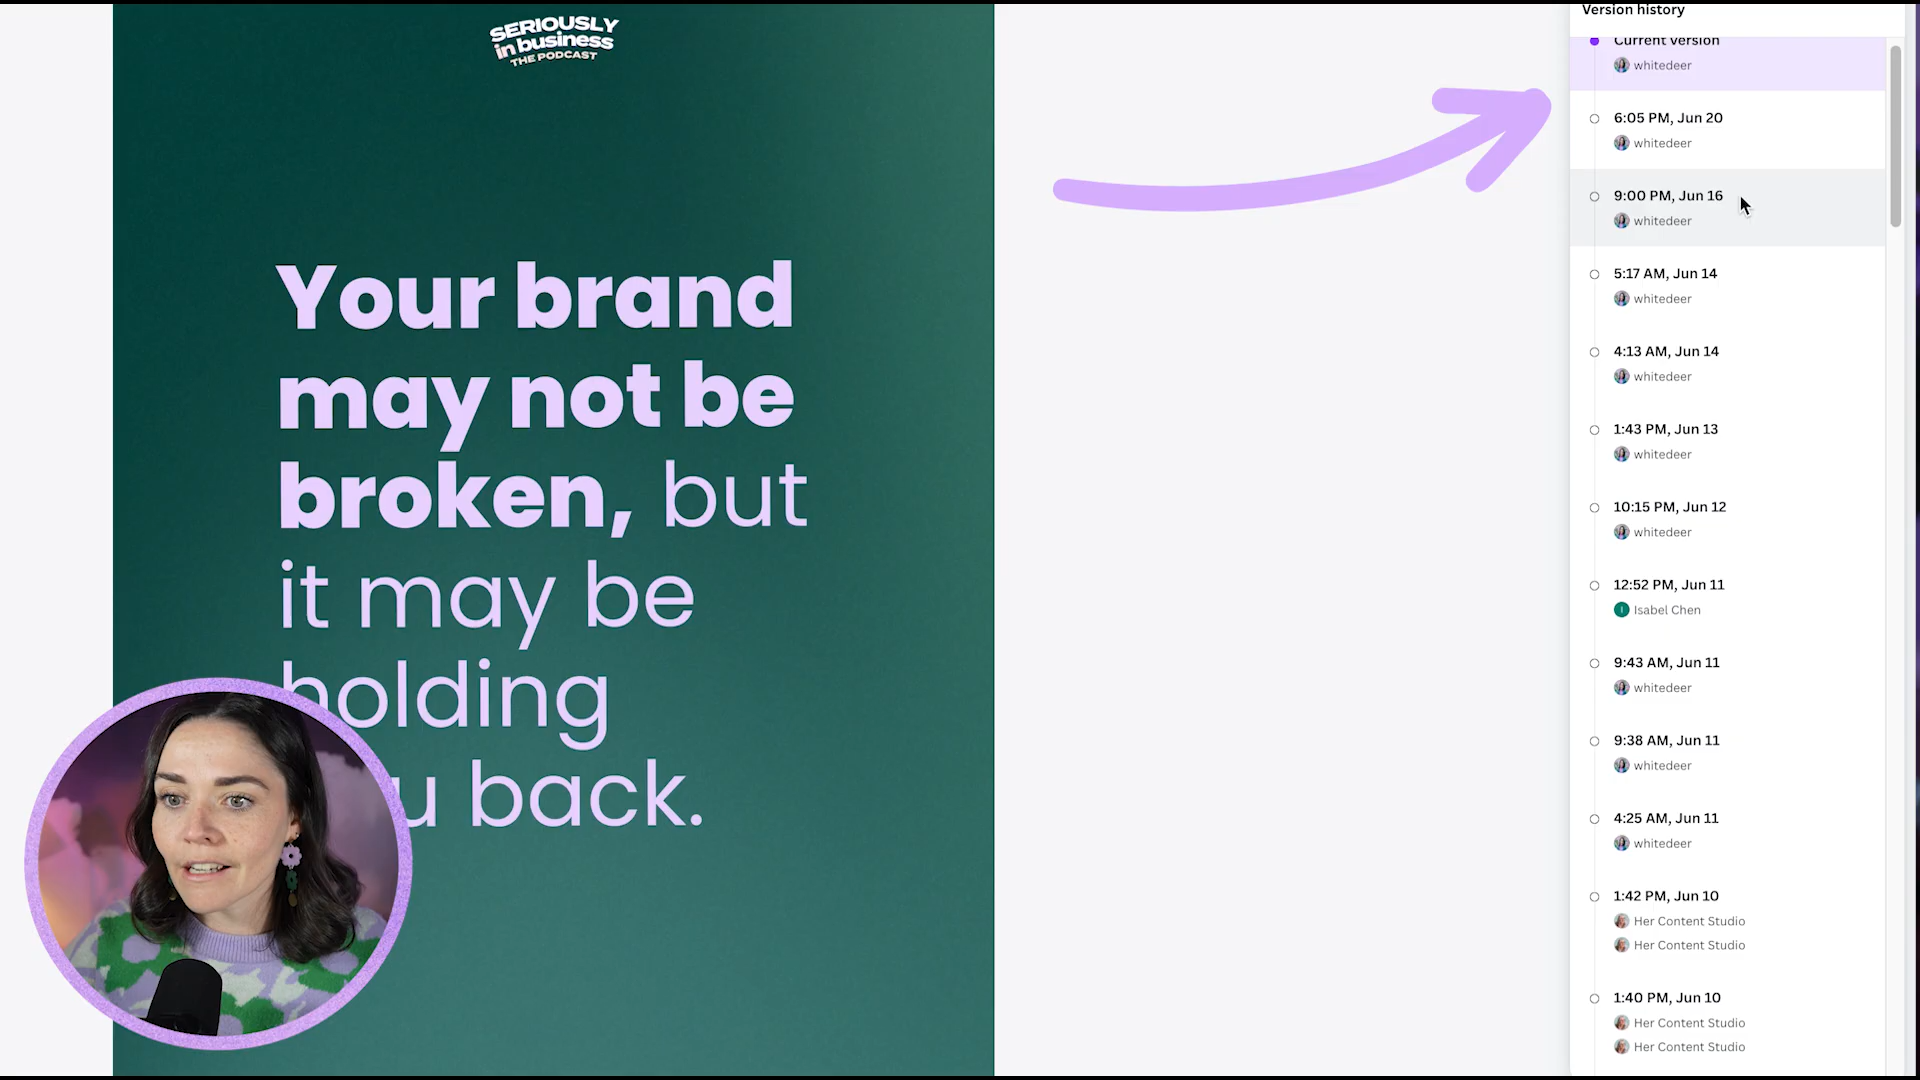 SERIOUSLY
in business
THE PODCAST
Your brand
may not be
broken, but
it may be
holding
u back.
Version history
Current version
whitedeer
6:05 PM, Jun 20
whitedeer
9:00 PM, Jun 16
whitedeer
5:17 AM, Jun 14
whitedeer
4:13 AM, Jun 14
whitedeer
1:43 PM, Jun 13
whitedeer
10:15 PM, Jun 12
whitedeer
12:52 PM, Jun 11
I Isabel Chen
9:43 AM, Jun 11
whitedeer
9:38 AM, Jun 11
whitedeer
4:25 AM, Jun 11
whitedeer
1:42 PM, Jun 10
Her Content Studio
Her Content Studio
1:40 PM, Jun 10
Her Content Studio
Her Content Studio